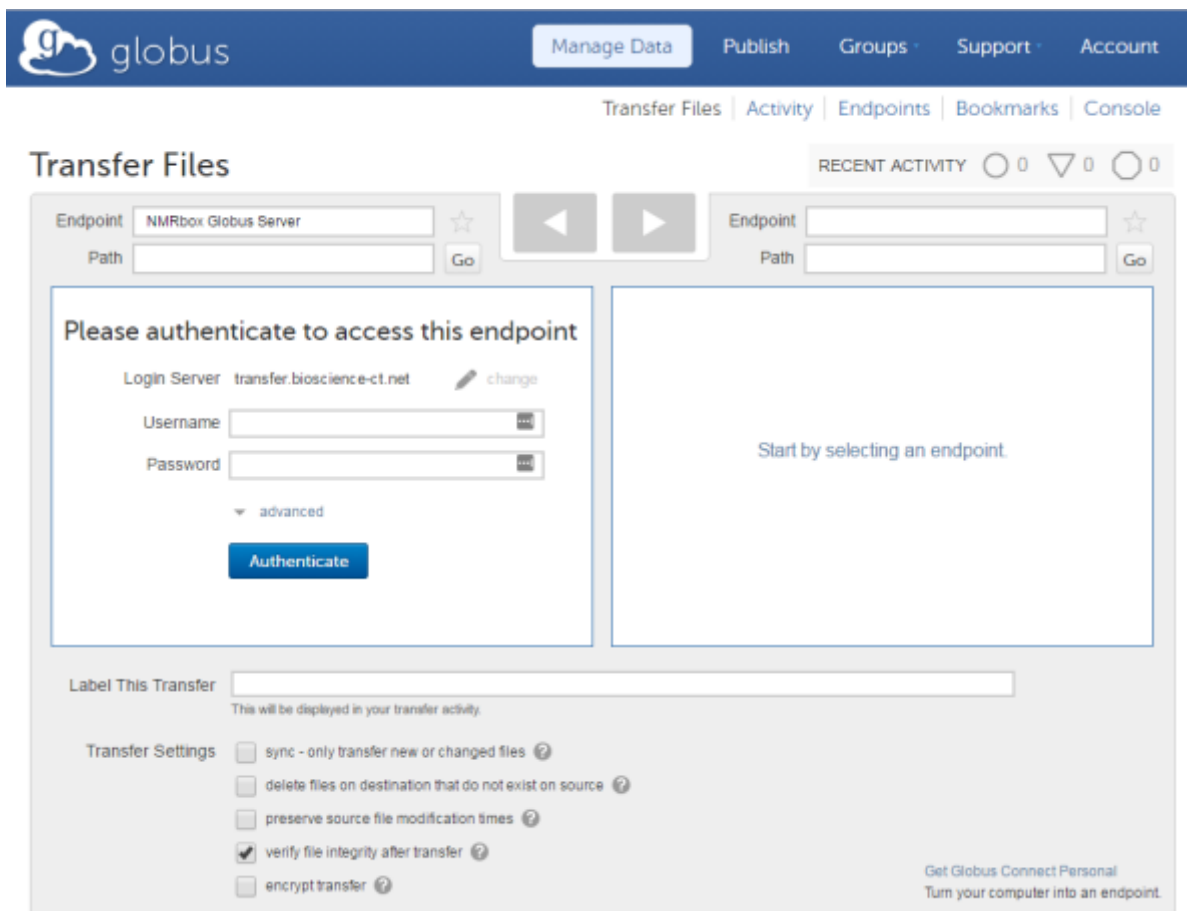 globus
Manage Data Publish Groups Support Account
Transfer Files Activity Endpoints Bookmarks Console
Transfer Files
RECENT ACTIVITY 0 0 0
Endpoint NMRbox Globus Server
Path Go
Endpoint
Path Go
Please authenticate to access this endpoint
Login Server transfer.bioscience-ct.net change
Username
Password
advanced
Authenticate
Start by selecting an endpoint.
Label This Transfer
This will be displayed in your transfer activity.
Transfer Settings sync - only transfer new or changed files ?
delete files on destination that do not exist on source ?
preserve source file modification times ?
verify file integrity after transfer ?
encrypt transfer ?
Get Globus Connect Personal
Turn your computer into an endpoint.